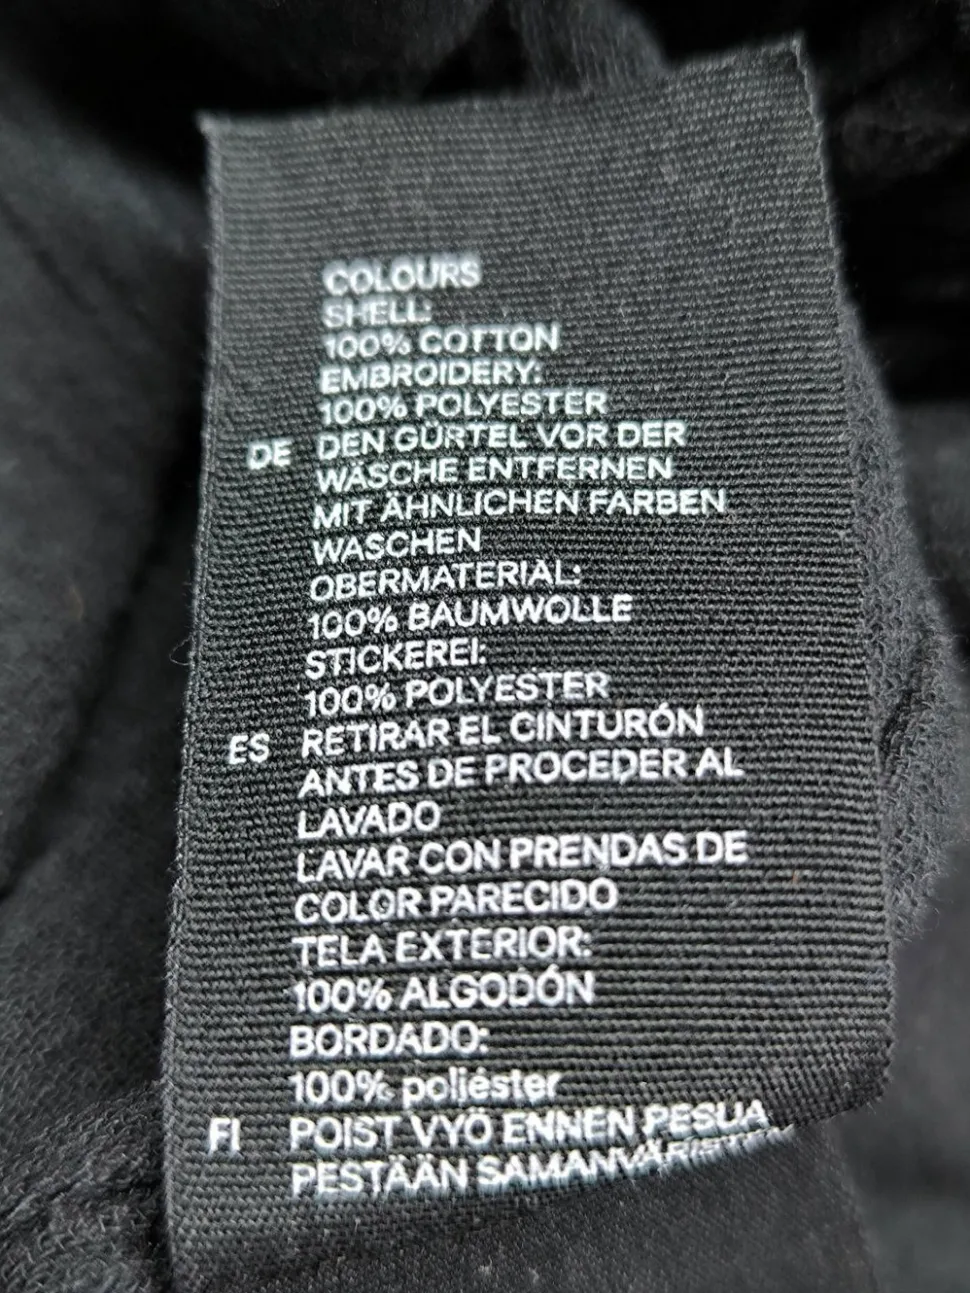 COLOURS
SHELL:
100% COTTON
EMBROIDERY:
100% POLYESTER
DE DEN GÜRTEL VOR DER
WÄSCHE ENTFERNEN
MIT ÄHNLICHEN FARBEN
WASCHEN
OBERMATERIAL:
100% BAUMWOLLE
STICKEREI:
100% POLYESTER
ES RETIRAR EL CINTURÓN
ANTES DE PROCEDER AL
LAVADO
LAVAR CON PRENDAS DE
COLOR PARECIDO
TELA EXTERIOR:
100% ALGODÓN
BORDADO:
100% poliéster
FI POIST VYÖ ENNEN PESUA
PESTÄÄN